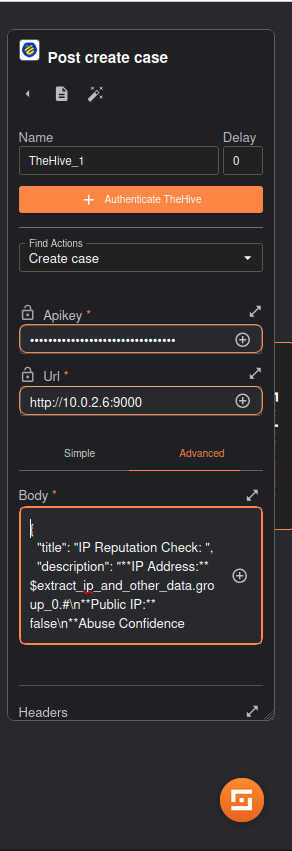 Post create case
Name
Delay
TheHive_1
0
+ Authenticate TheHive
Find Actions
Create case
Apikey *
••••••••••••••••••••••••••••••••
Url *
http://10.0.2.6:9000
Simple
Advanced
Body *
{
"title": "IP Reputation Check: ",
"description": "**IP Address:**
$extract_ip_and_other_data.gro
up_0.#\n**Public IP:**
false\n**Abuse Confidence
Headers